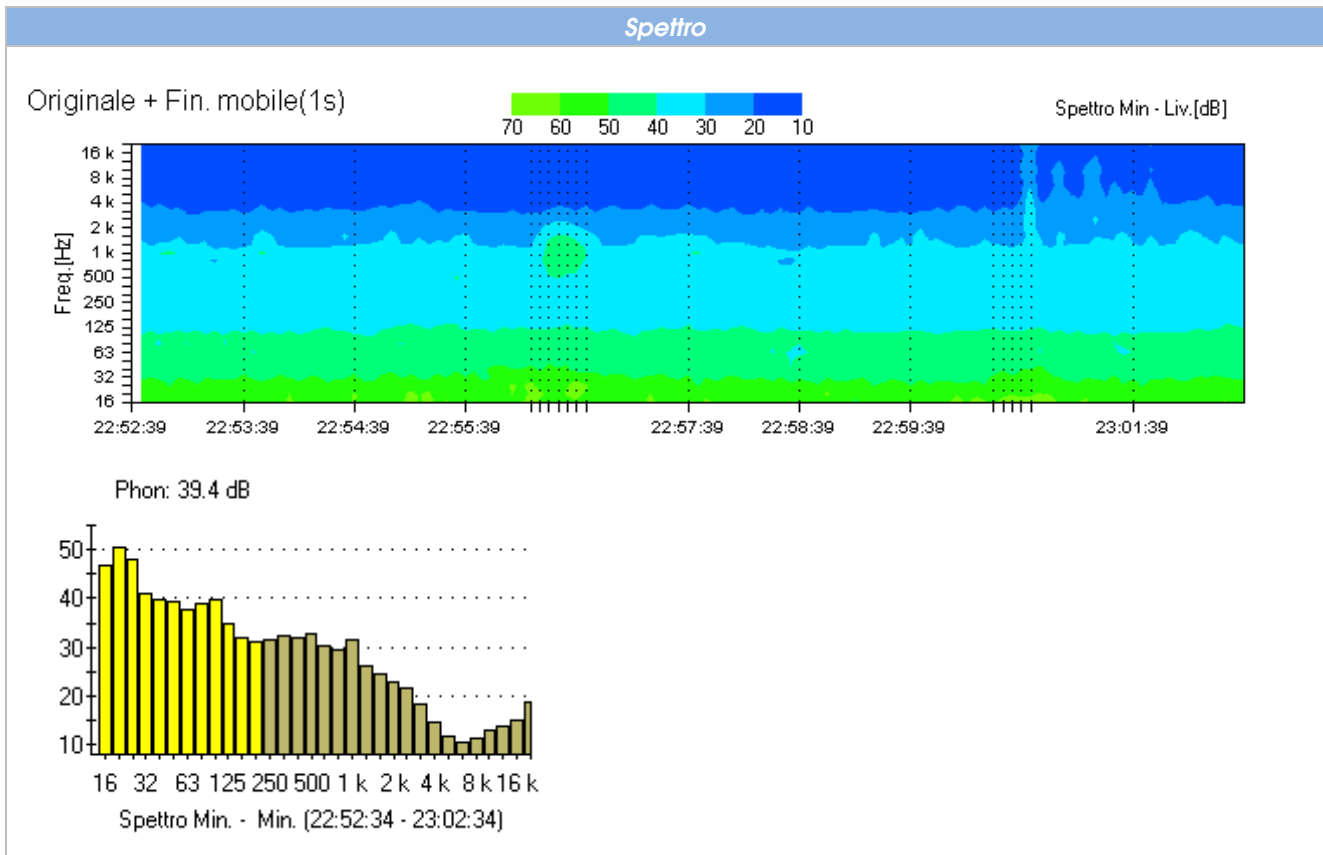 Spettro
Originale + Fin. mobile(1s)
70 60 50 40 30 20 10
Spettro Min - Liv.[dB]
Freq.[Hz]
16 k
8 k
4 k
2 k
1 k
500
250
125
63
32
16
22:52:39 22:53:39 22:54:39 22:55:39 22:57:39 22:58:39 22:59:39 23:01:39
Phon: 39.4 dB
50
40
30
20
10
16 32 63 125 250 500 1 k 2 k 4 k 8 k 16 k
Spettro Min. - Min. (22:52:34 - 23:02:34)